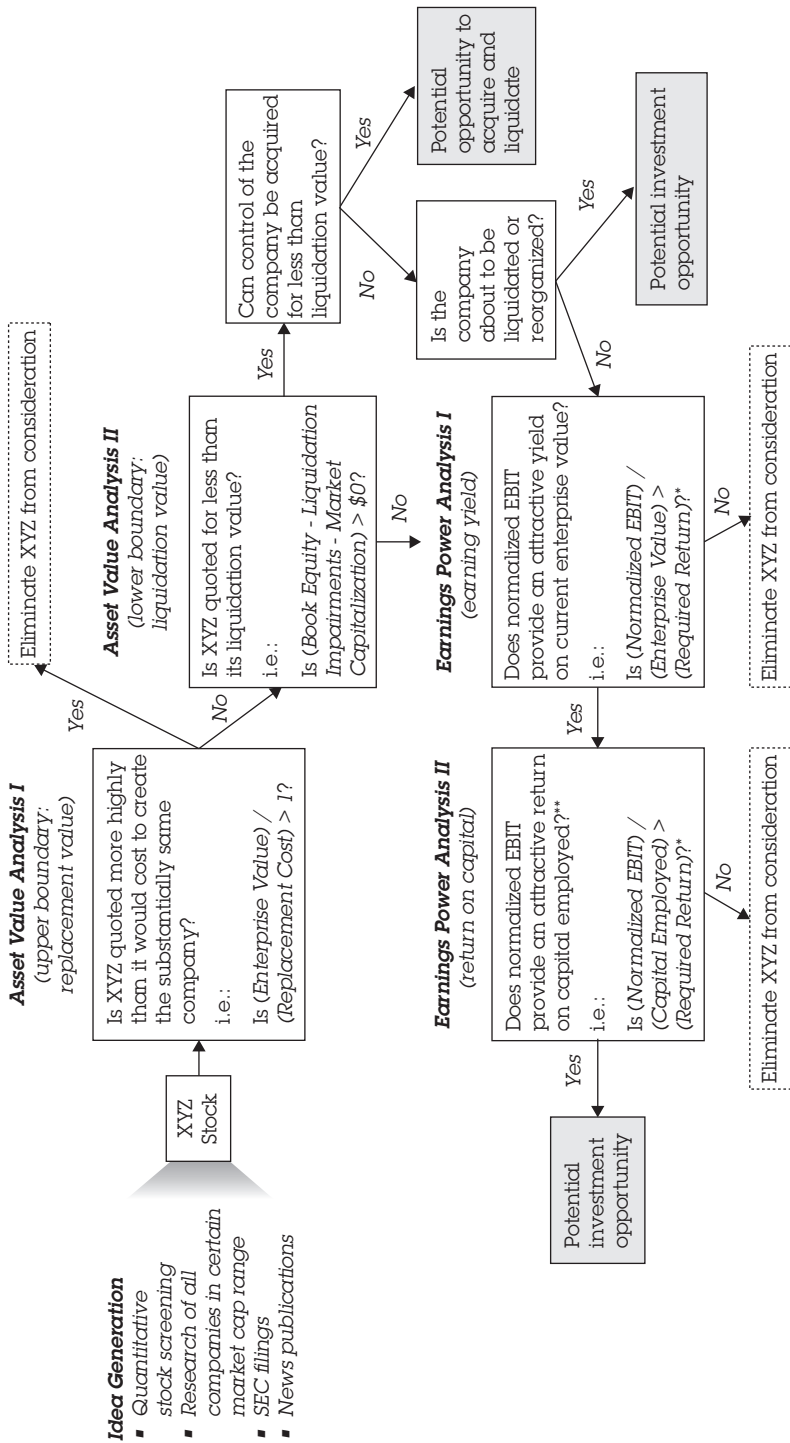 Idea Generation
▪ Quantitative
stock screening
▪ Research of all
companies in certain
market cap range
▪ SEC filings
▪ News publications
XYZ
Stock
Asset Value Analysis I
(upper boundary:
replacement value)
Is XYZ quoted more highly
than it would cost to create
the substantially same
company?
i.e.:
Is (Enterprise Value) /
(Replacement Cost) > 1?
Yes
Eliminate XYZ from consideration
No
Asset Value Analysis II
(lower boundary:
liquidation value)
Is XYZ quoted for less than
its liquidation value?
i.e.:
Is (Book Equity - Liquidation
Impairments - Market
Capitalization) > $0?
Yes
No
Can control of the
company be acquired
for less than
liquidation value?
Yes
Potential
opportunity to
acquire and
liquidate
No
Is the
company
about to be
liquidated or
reorganized?
Yes
Potential investment
opportunity
No
Earnings Power Analysis I
(earning yield)
Does normalized EBIT
provide an attractive yield
on current enterprise value?
i.e.:
Is (Normalized EBIT) /
(Enterprise Value) >
(Required Return)?*
No
Eliminate XYZ from consideration
Yes
Earnings Power Analysis II
(return on capital)
Does normalized EBIT
provide an attractive return
on capital employed?**
i.e.:
Is (Normalized EBIT) /
(Capital Employed) >
(Required Return)?*
No
Eliminate XYZ from consideration
Yes
Potential
investment
opportunity